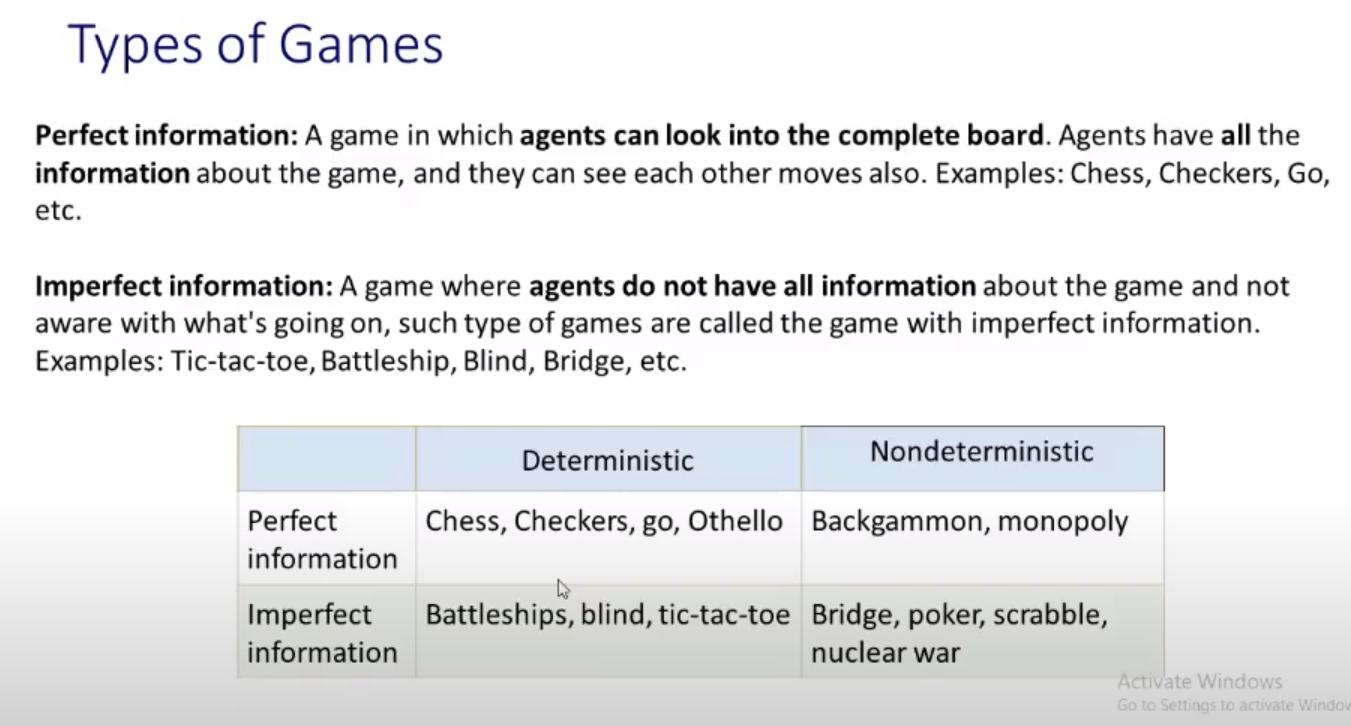 Types of Games
Perfect information: A game in which agents can look into the complete board. Agents have all the
information about the game, and they can see each other moves also. Examples: Chess, Checkers, Go,
etc.
Imperfect information: A game where agents do not have all information about the game and not
aware with what's going on, such type of games are called the game with imperfect information.
Examples: Tic-tac-toe, Battleship, Blind, Bridge, etc.
Deterministic
Nondeterministic
Perfect
information
Chess, Checkers, go, Othello
Backgammon, monopoly
Imperfect
information
Battleships, blind, tic-tac-toe
Bridge, poker, scrabble,
nuclear war
Activate Windows
Go to Settings to activate Window